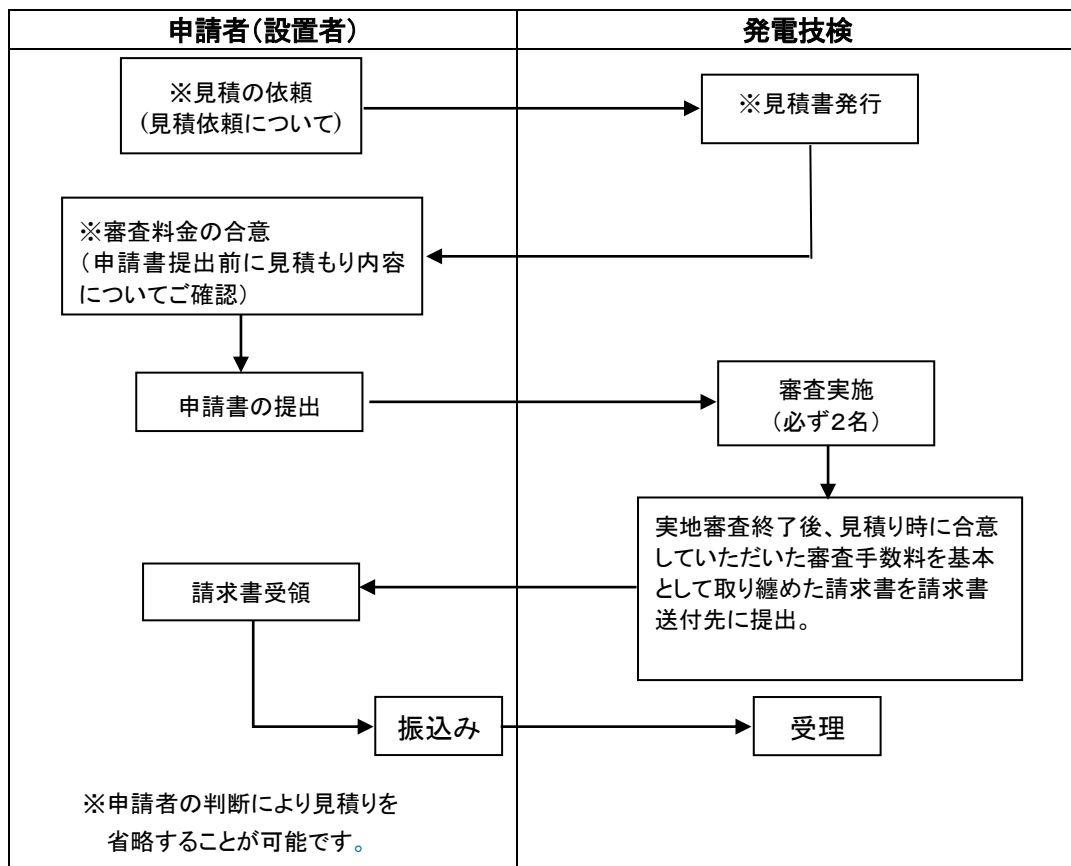 申請者（設置者）
発電技検
※見積の依頼
(見積依頼について)
※見積書発行
※審査料金の合意
（申請書提出前に見積もり内容
についてご確認）
申請書の提出
審査実施
（必ず２名）
実地審査終了後、見積り時に合意
していただいた審査手数料を基本
として取り纏めた請求書を請求書
送付先に提出。
請求書受領
振込み
受理
※申請者の判断により見積りを
省略することが可能です。